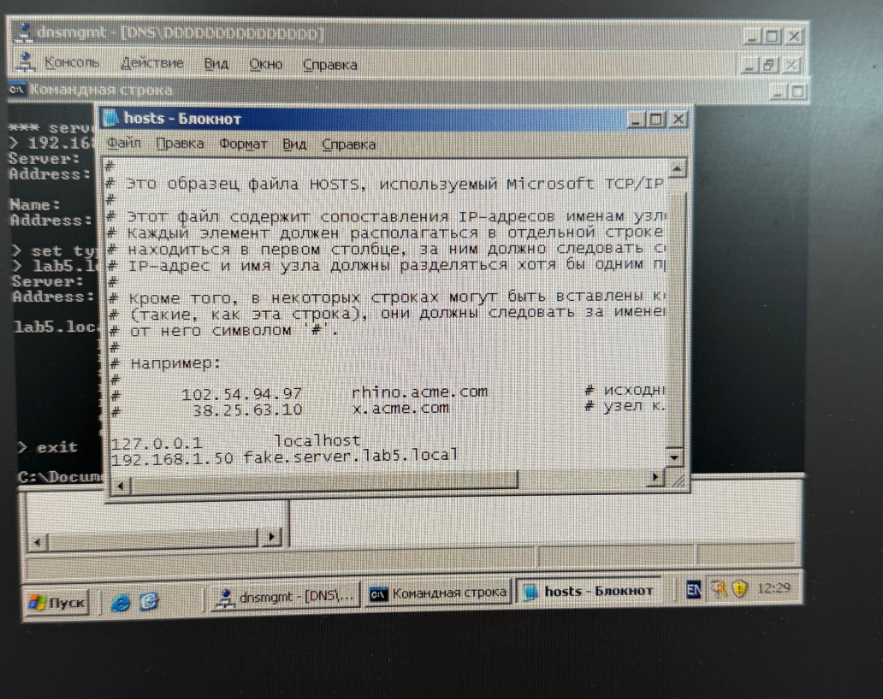 dnsmgmt - [DNS\DDDDDDDDDDDDDDD]
Консоль Действие Вид Окно Справка
Командная строка
*** serv
> 192.168
Server:
Address:
Name:
Address:
> set ty
> lab5.lo
Server:
Address:
lab5.loca
> exit
C:\Docum
hosts - Блокнот
Файл Правка Формат Вид Справка
#
# Это образец файла HOSTS, используемый Microsoft TCP/IP
#
# Этот файл содержит сопоставления IP-адресов именам узл
# Каждый элемент должен располагаться в отдельной строке
# находиться в первом столбце, за ним должно следовать с
# IP-адрес и имя узла должны разделяться хотя бы одним п
#
# Кроме того, в некоторых строках могут быть вставлены к
# (такие, как эта строка), они должны следовать за имене
# от него символом '#'.
#
# Например:
#
# 102.54.94.97 rhino.acme.com # исходн
# 38.25.63.10 x.acme.com # узел к.
127.0.0.1 localhost
192.168.1.50 fake.server.lab5.local
Пуск dnsmgmt - [DNS\,... Командная строка hosts - Блокнот EN 12:29